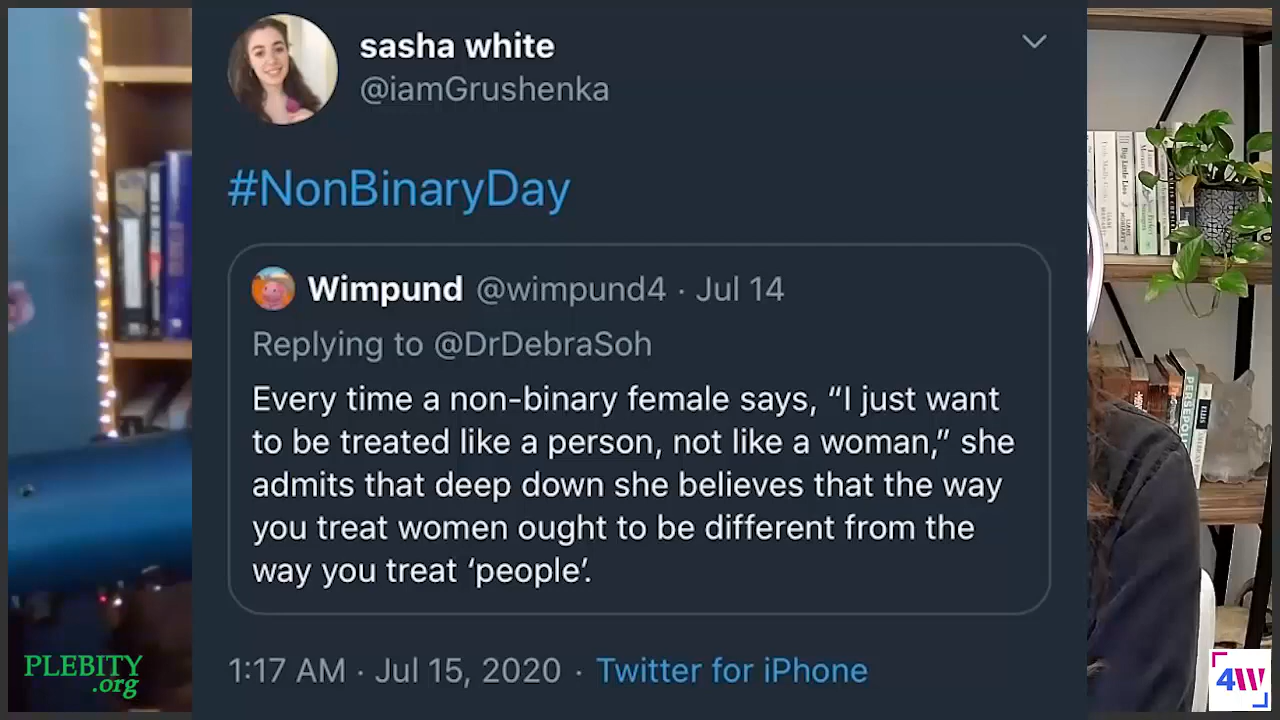 sasha white
@iamGrushenka
#NonBinaryDay
Wimpund @wimpund4 · Jul 14
Replying to @DrDebraSoh
Every time a non-binary female says, “I just want
to be treated like a person, not like a woman,” she
admits that deep down she believes that the way
you treat women ought to be different from the
way you treat ‘people’.
1:17 AM · Jul 15, 2020 · Twitter for iPhone
PLEBITY
.org
4W
Big Little Lies